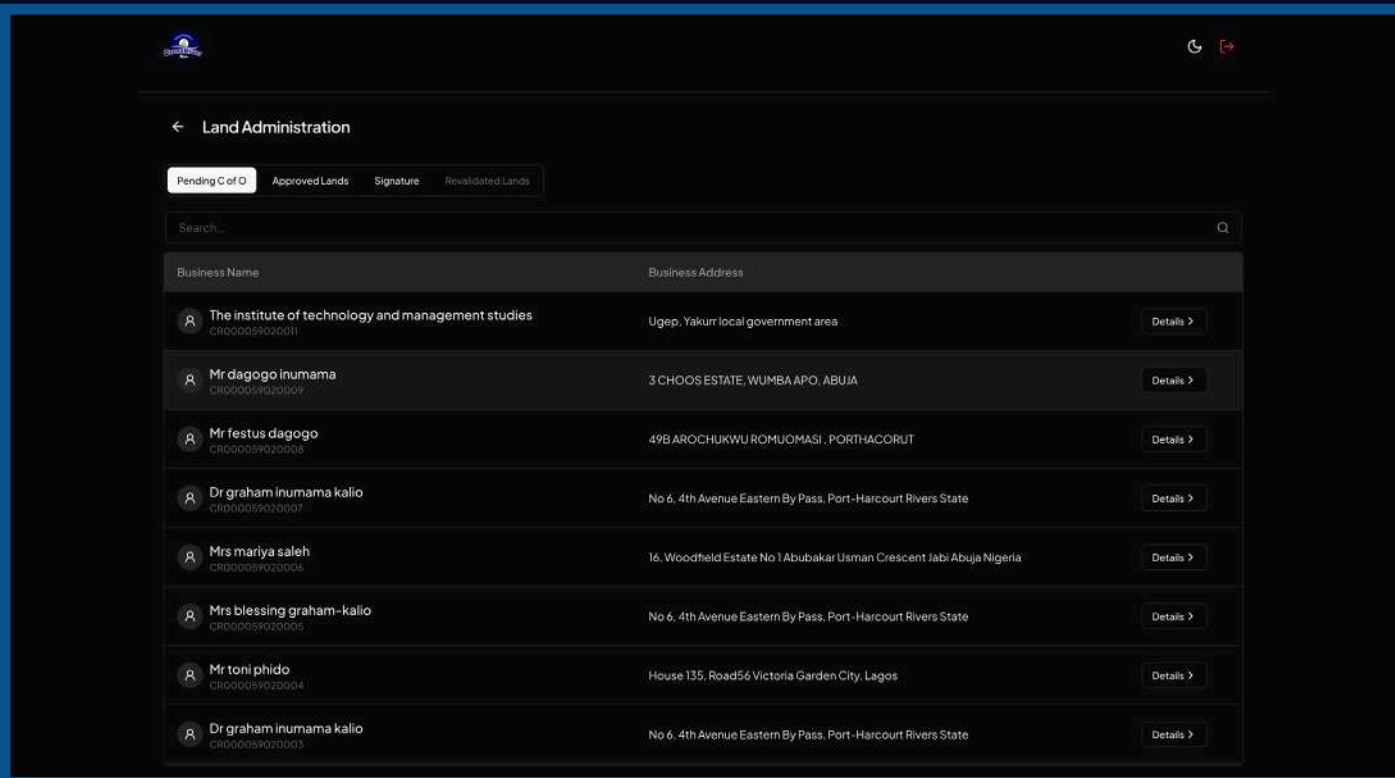 Land Administration
Pending C of O Approved Lands Signature Revalidated Lands
Search...
Business Name Business Address
The institute of technology and management studies
CR000059020011
Ugep, Yakurr local government area
Details
Mr dagogo inumama
CR000059020009
3 CHOOS ESTATE, WUMBA APO, ABUJA
Details
Mr festus dagogo
CR000059020008
49B AROCHUKWU ROMUOMASI , PORTHACORUT
Details
Dr graham inumama kalio
CR000059020007
No 6, 4th Avenue Eastern By Pass, Port-Harcourt Rivers State
Details
Mrs mariya saleh
CR000059020006
16, Woodfield Estate No 1 Abubakar Usman Crescent Jabi Abuja Nigeria
Details
Mrs blessing graham-kalio
CR000059020005
No 6, 4th Avenue Eastern By Pass, Port-Harcourt Rivers State
Details
Mr toni phido
CR000059020004
House 135, Road56 Victoria Garden City, Lagos
Details
Dr graham inumama kalio
CR000059020003
No 6, 4th Avenue Eastern By Pass, Port-Harcourt Rivers State
Details